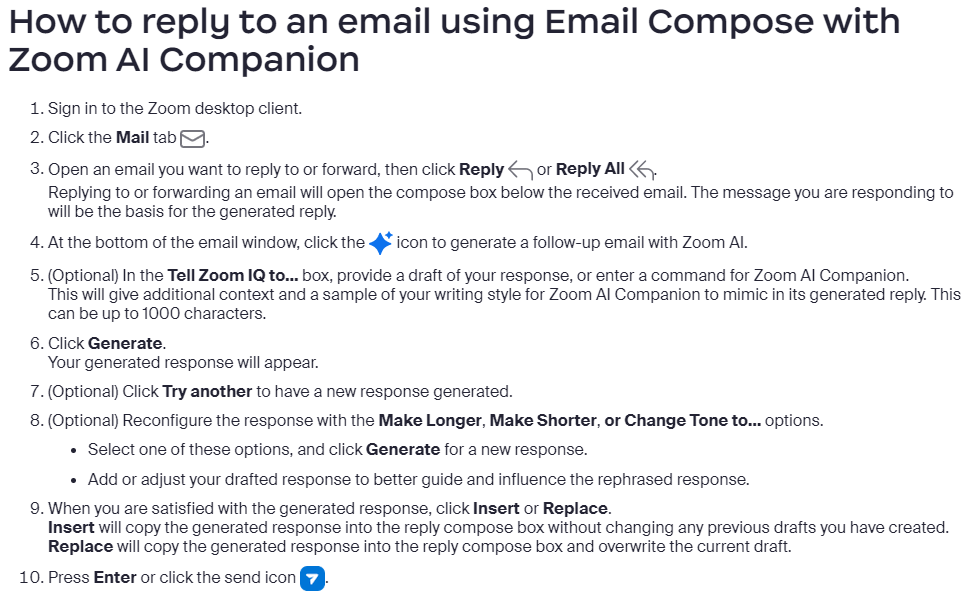 How to reply to an email using Email Compose with
Zoom AI Companion
1. Sign in to the Zoom desktop client.
2. Click the Mail tab .
3. Open an email you want to reply to or forward, then click Reply or Reply All .
Replying to or forwarding an email will open the compose box below the received email. The message you are responding to
will be the basis for the generated reply.
4. At the bottom of the email window, click the icon to generate a follow-up email with Zoom AI.
5. (Optional) In the Tell Zoom IQ to... box, provide a draft of your response, or enter a command for Zoom AI Companion.
This will give additional context and a sample of your writing style for Zoom AI Companion to mimic in its generated reply. This
can be up to 1000 characters.
6. Click Generate.
Your generated response will appear.
7. (Optional) Click Try another to have a new response generated.
8. (Optional) Reconfigure the response with the Make Longer, Make Shorter, or Change Tone to... options.
• Select one of these options, and click Generate for a new response.
• Add or adjust your drafted response to better guide and influence the rephrased response.
9. When you are satisfied with the generated response, click Insert or Replace.
Insert will copy the generated response into the reply compose box without changing any previous drafts you have created.
Replace will copy the generated response into the reply compose box and overwrite the current draft.
10. Press Enter or click the send icon .